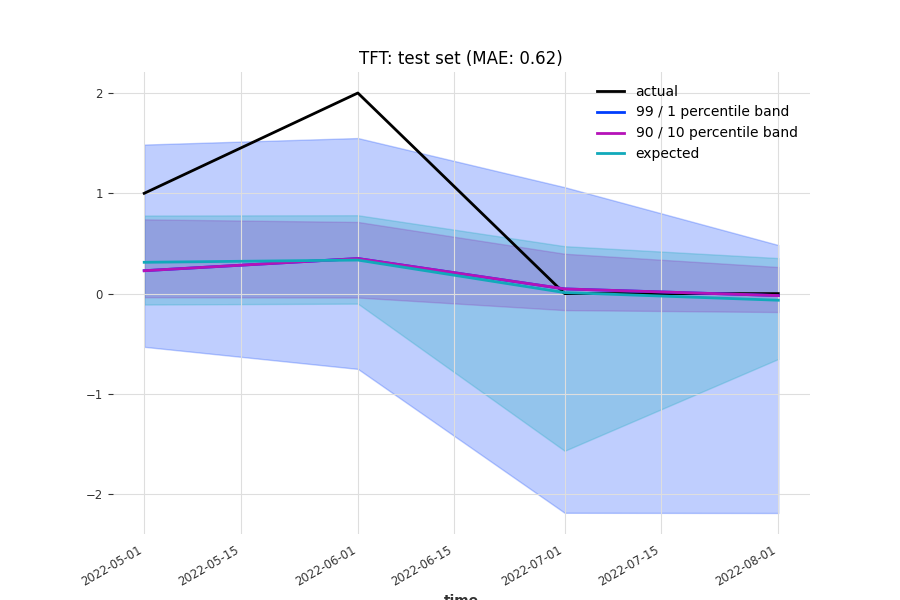 TFT: test set (MAE: 0.62)
actual
99 / 1 percentile band
90 / 10 percentile band
expected
2
1
0
−1
−2
2022-05-01
2022-05-15
2022-06-01
2022-06-15
2022-07-01
2022-07-15
2022-08-01
time